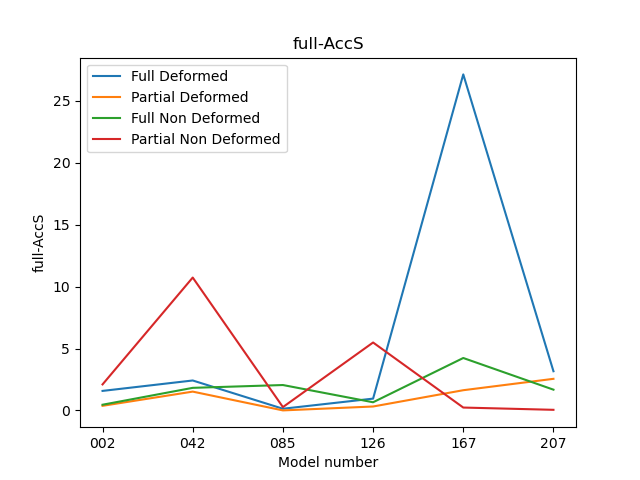 full-AccS
Full Deformed
Partial Deformed
Full Non Deformed
Partial Non Deformed
full-AccS
25
20
15
10
5
0
002 042 085 126 167 207
Model number